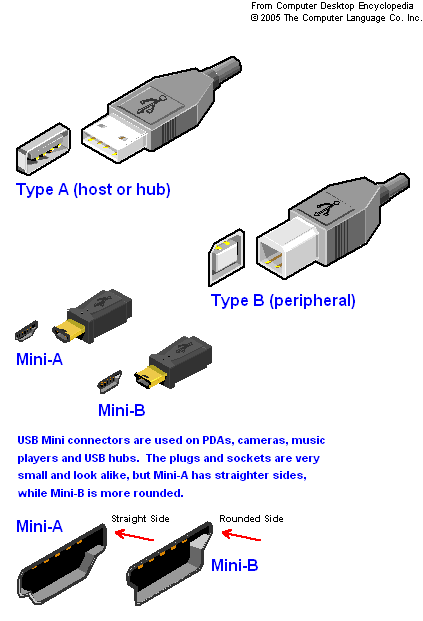 From Computer Desktop Encyclopedia
© 2005 The Computer Language Co. Inc.
Type A (host or hub)
Type B (peripheral)
Mini-A
Mini-B
USB Mini connectors are used on PDAs, cameras, music
players and USB hubs.  The plugs and sockets are very
small and look alike, but Mini-A has straighter sides,
while Mini-B is more rounded.
Mini-A
Straight Side
Rounded Side
Mini-B